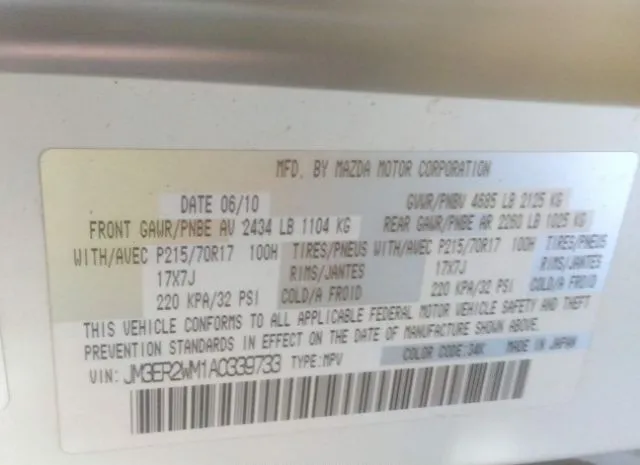 MFD. BY MAZDA MOTOR CORPORATION
DATE 06/10 GVWR/PNBV 4685 LB 2125 KG
FRONT GAWR/PNBE AV 2434 LB 1104 KG REAR GAWR/PNBE AR 2260 LB 1025 KG
WITH/AVEC P215/70R17 100H TIRES/PNEUS WITH/AVEC P215/70R17 100H TIRES/PNEUS
17X7J RIMS/JANTES 17X7J RIMS/JANTES
220 KPA/32 PSI COLD/A FROID 220 KPA/32 PSI COLD/A FROID
THIS VEHICLE CONFORMS TO ALL APPLICABLE FEDERAL MOTOR VEHICLE SAFETY AND THEFT
PREVENTION STANDARDS IN EFFECT ON THE DATE OF MANUFACTURE SHOWN ABOVE.
VIN: JM3ER2WM1A0339733 TYPE:MPV COLOR CODE:34K MADE IN JAPAN